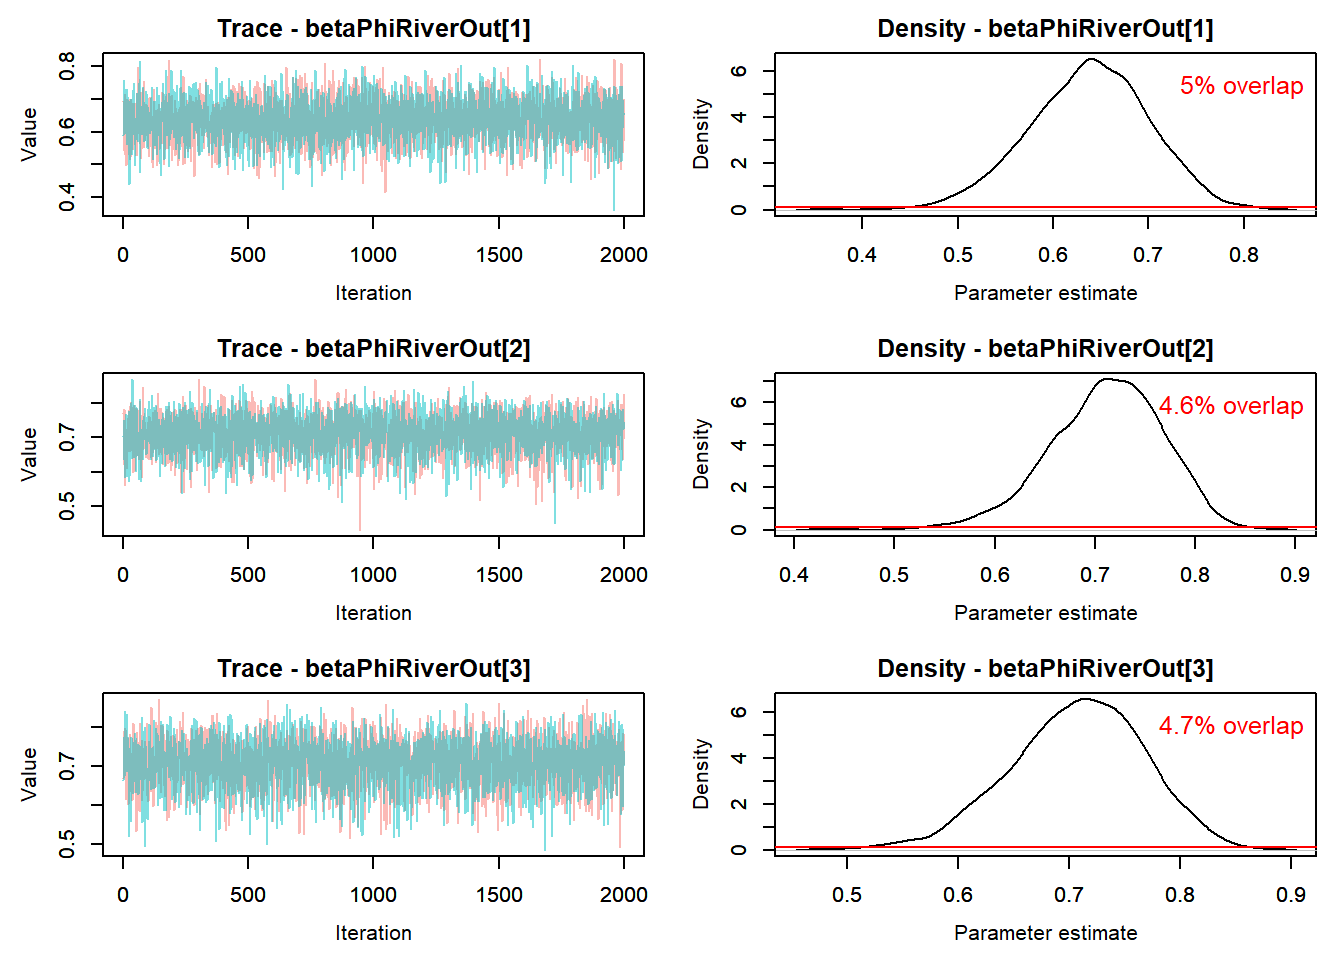 Trace - betaPhiRiverOut[1]
Value
0.4 0.6 0.8
0 500 1000 1500 2000
Iteration
Density - betaPhiRiverOut[1]
5% overlap
Density
0 2 4 6
0.4 0.5 0.6 0.7 0.8
Parameter estimate
Trace - betaPhiRiverOut[2]
Value
0.5 0.7
0 500 1000 1500 2000
Iteration
Density - betaPhiRiverOut[2]
4.6% overlap
Density
0 2 4 6
0.4 0.5 0.6 0.7 0.8 0.9
Parameter estimate
Trace - betaPhiRiverOut[3]
Value
0.5 0.7
0 500 1000 1500 2000
Iteration
Density - betaPhiRiverOut[3]
4.7% overlap
Density
0 2 4 6
0.5 0.6 0.7 0.8 0.9
Parameter estimate